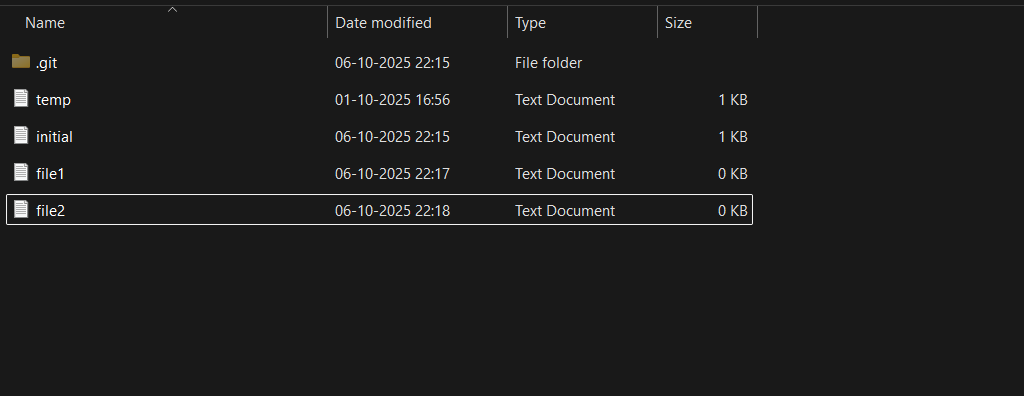 Name Date modified Type Size
.git 06-10-2025 22:15 File folder
temp 01-10-2025 16:56 Text Document 1 KB
initial 06-10-2025 22:15 Text Document 1 KB
file1 06-10-2025 22:17 Text Document 0 KB
file2 06-10-2025 22:18 Text Document 0 KB